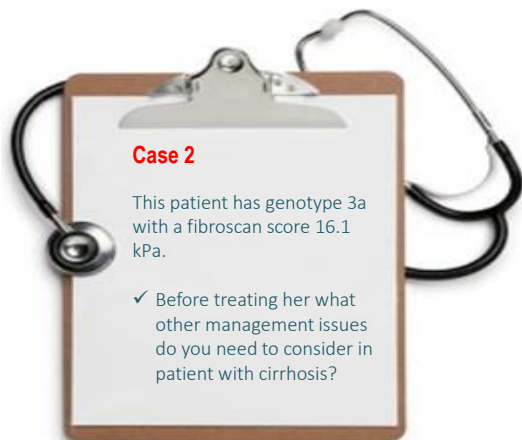 Case 2
This patient has genotype 3a
with a fibroscan score 16.1
kPa.
✓ Before treating her what
other management issues
do you need to consider in
patient with cirrhosis?